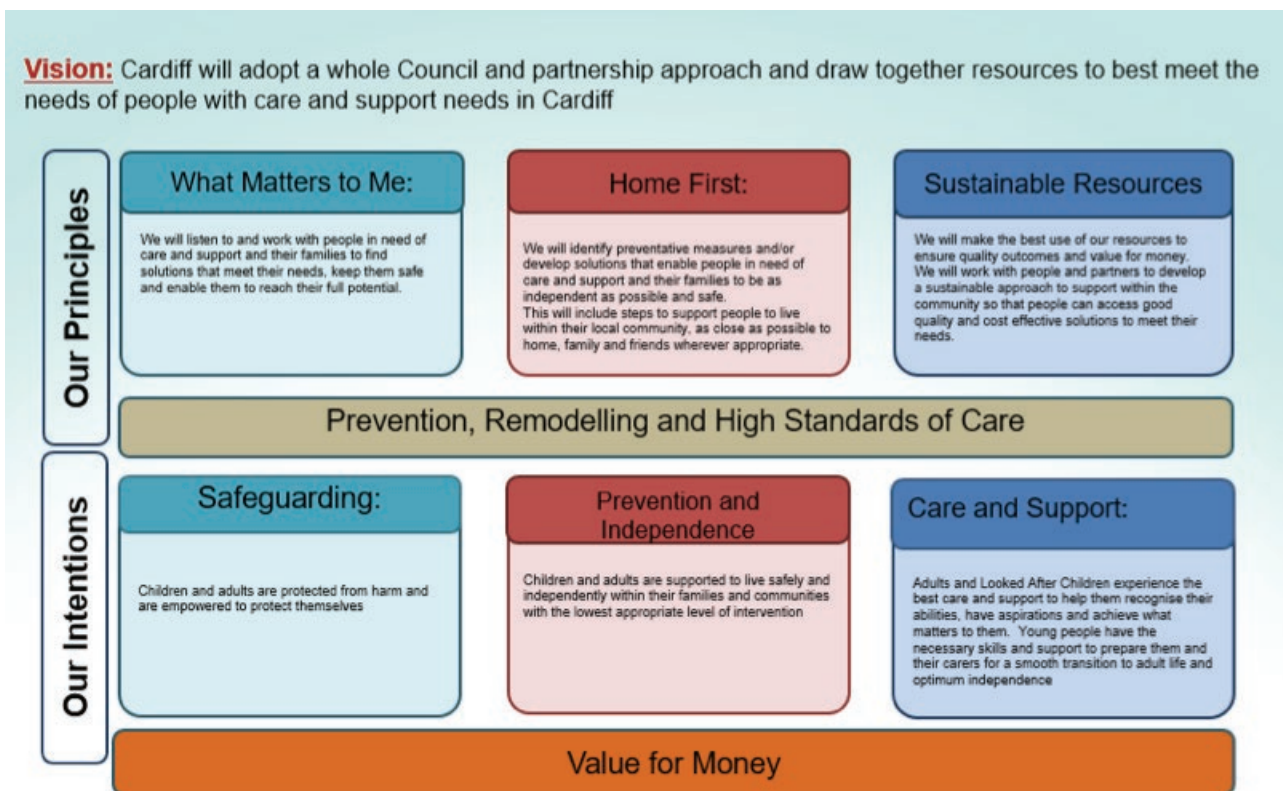 Vision: Cardiff will adopt a whole Council and partnership approach and draw together resources to best meet the
needs of people with care and support needs in Cardiff
Our Principles
What Matters to Me:
We will listen to and work with people in need of
care and support and their families to find
solutions that meet their needs, keep them safe
and enable them to reach their full potential.
Home First:
We will identify preventative measures and/or
develop solutions that enable people in need of
care and support and their families to be as
independent as possible and safe.
This will include steps to support people to live
within their local community, as close as possible to
home, family and friends wherever appropriate.
Sustainable Resources
We will make the best use of our resources to
ensure quality outcomes and value for money.
We will work with people and partners to develop
a sustainable approach to support within the
community so that people can access good
quality and cost effective solutions to meet their
needs.
Prevention, Remodelling and High Standards of Care
Our Intentions
Safeguarding:
Children and adults are protected from harm and
are empowered to protect themselves
Prevention and
Independence
Children and adults are supported to live safely and
independently within their families and communities
with the lowest appropriate level of intervention
Care and Support:
Adults and Looked After Children experience the
best care and support to help them recognise their
abilities, have aspirations and achieve what
matters to them. Young people have the
necessary skills and support to prepare them and
their carers for a smooth transition to adult life and
optimum independence
Value for Money